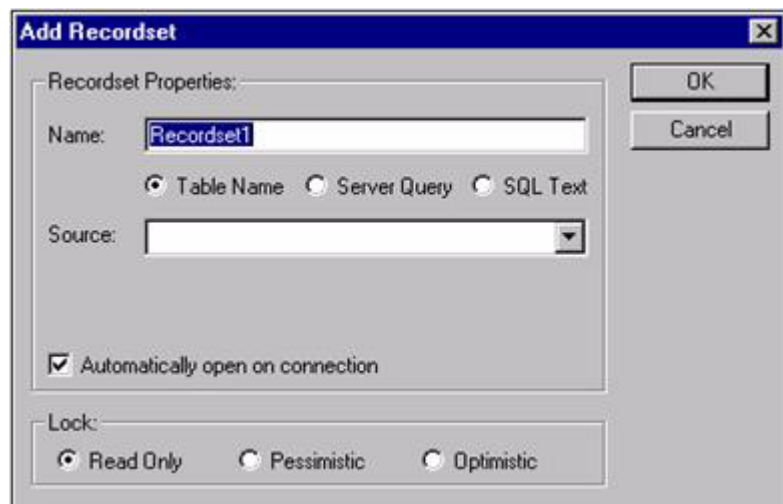 Add Recordset
Recordset Properties:
OK
Name: Recordset1
Cancel
Table Name Server Query SQL Text
Source:
Automatically open on connection
Lock:
Read Only Pessimistic Optimistic